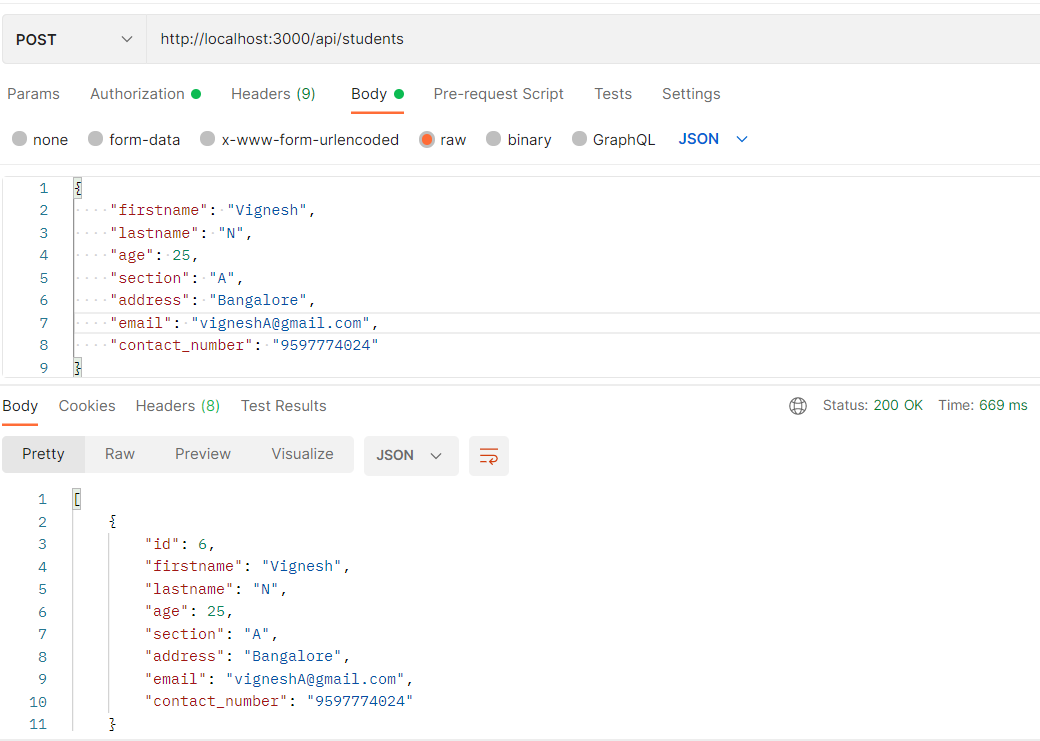 POST http://localhost:3000/api/students
Params Authorization Headers (9) Body Pre-request Script Tests Settings
none form-data x-www-form-urlencoded raw binary GraphQL JSON
1 {
2 "firstname": "Vignesh",
3 "lastname": "N",
4 "age": 25,
5 "section": "A",
6 "address": "Bangalore",
7 "email": "vigneshA@gmail.com",
8 "contact_number": "9597774024"
9 }
Body Cookies Headers (8) Test Results Status: 200 OK Time: 669 ms
Pretty Raw Preview Visualize JSON
1 [
2 {
3 "id": 6,
4 "firstname": "Vignesh",
5 "lastname": "N",
6 "age": 25,
7 "section": "A",
8 "address": "Bangalore",
9 "email": "vigneshA@gmail.com",
10 "contact_number": "9597774024"
11 }